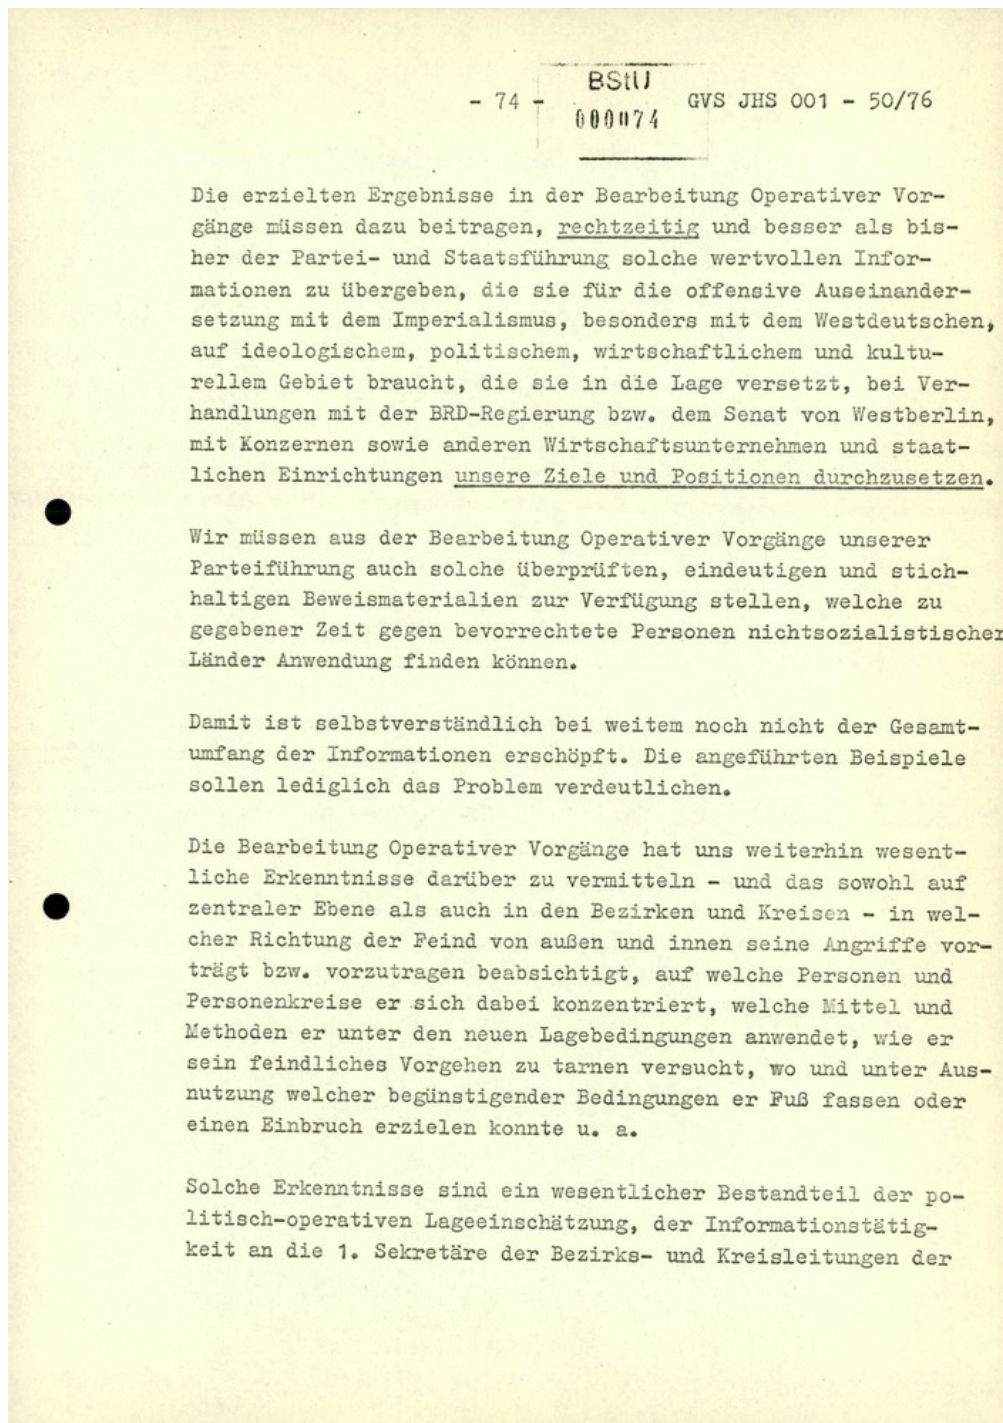 BStU
- 74 -
GVS JHS 001 - 50/76
000074
Die erzielten Ergebnisse in der Bearbeitung Operativer Vor-
gänge müssen dazu beitragen, rechtzeitig und besser als bis-
her der Partei- und Staatsführung solche wertvollen Infor-
mationen zu übergeben, die sie für die offensive Auseinander-
setzung mit dem Imperialismus, besonders mit dem Westdeutschen,
auf ideologischem, politischem, wirtschaftlichem und kultu-
rellem Gebiet braucht, die sie in die Lage versetzt, bei Ver-
handlungen mit der BRD-Regierung bzw. dem Senat von Westberlin,
mit Konzernen sowie anderen Wirtschaftsunternehmen und staat-
lichen Einrichtungen unsere Ziele und Positionen durchzusetzen.
Wir müssen aus der Bearbeitung Operativer Vorgänge unserer
Parteiführung auch solche überprüften, eindeutigen und stich-
haltigen Beweismaterialien zur Verfügung stellen, welche zu
gegebener Zeit gegen bevorrechtete Personen nichtsozialistischer
Länder Anwendung finden können.
Damit ist selbstverständlich bei weitem noch nicht der Gesamt-
umfang der Informationen erschöpft. Die angeführten Beispiele
sollen lediglich das Problem verdeutlichen.
Die Bearbeitung Operativer Vorgänge hat uns weiterhin wesent-
liche Erkenntnisse darüber zu vermitteln - und das sowohl auf
zentraler Ebene als auch in den Bezirken und Kreisen - in wel-
cher Richtung der Feind von außen und innen seine Angriffe vor-
trägt bzw. vorzutragen beabsichtigt, auf welche Personen und
Personenkreise er sich dabei konzentriert, welche Mittel und
Methoden er unter den neuen Lagebedingungen anwendet, wie er
sein feindliches Vorgehen zu tarnen versucht, wo und unter Aus-
nutzung welcher begünstigender Bedingungen er Fuß fassen oder
einen Einbruch erzielen konnte u. a.
Solche Erkenntnisse sind ein wesentlicher Bestandteil der po-
litisch-operativen Lageeinschätzung, der Informationstätig-
keit an die 1. Sekretäre der Bezirks- und Kreisleitungen der